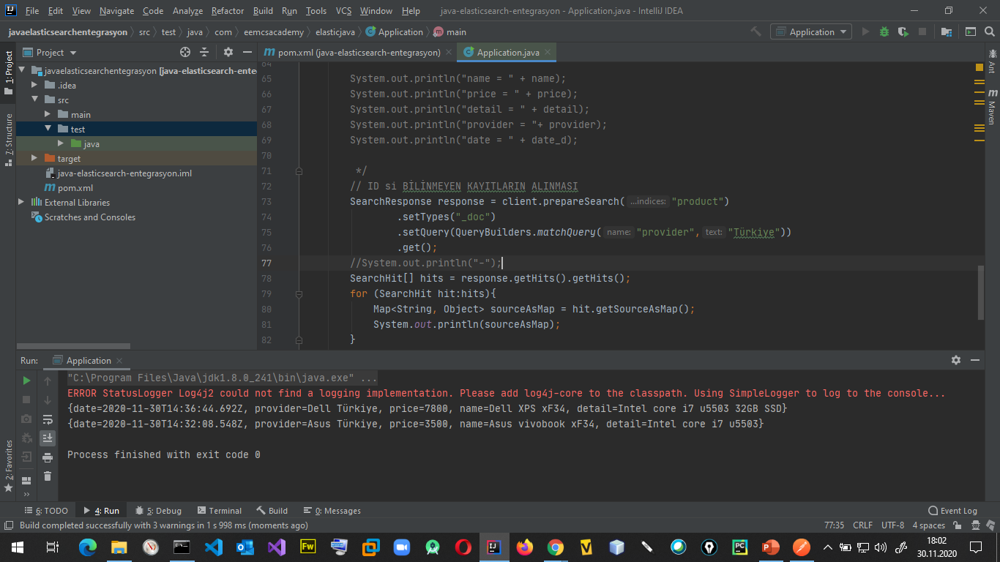 File Edit View Navigate Code Analyze Refactor Build Run Tools VCS Window Help java-elasticsearch-entegrasyon - Application.java - IntelliJ IDEA
javaelasticsearchentegrasyon src test java com eemcsacademy elasticjava Application main Application
Project
pom.xml (java-elasticsearch-entegrasyon) Application.java
1: Project
7: Structure
2: Favorites
Ant
Maven
javaelasticsearchentegrasyon [java-elasticsearch-ente
.idea
src
main
test
java
target
java-elasticsearch-entegrasyon.iml
pom.xml
External Libraries
Scratches and Consoles
64
65 System.out.println("name = " + name);
66 System.out.println("price = " + price);
67 System.out.println("detail = " + detail);
68 System.out.println("provider = "+ provider);
69 System.out.println("date = " + date_d);
70
71 */
72 // ID si BİLİNMEYEN KAYITLARIN ALINMASI
73 SearchResponse response = client.prepareSearch( ...indices: "product")
74 .setTypes("_doc")
75 .setQuery(QueryBuilders.matchQuery( name: "provider", text: "Türkiye"))
76 .get();
77 //System.out.println("-");
78 SearchHit[] hits = response.getHits().getHits();
79 for (SearchHit hit:hits){
80 Map<String, Object> sourceAsMap = hit.getSourceAsMap();
81 System.out.println(sourceAsMap);
82 }
Run: Application
"C:\Program Files\Java\jdk1.8.0_241\bin\java.exe" ...
ERROR StatusLogger Log4j2 could not find a logging implementation. Please add log4j-core to the classpath. Using SimpleLogger to log to the console...
{date=2020-11-30T14:36:44.692Z, provider=Dell Türkiye, price=7800, name=Dell XPS xF34, detail=Intel core i7 u5503 32GB SSD}
{date=2020-11-30T14:32:08.548Z, provider=Asus Türkiye, price=3500, name=Asus vivobook xF34, detail=Intel core i7 u5503}
Process finished with exit code 0
6: TODO 4: Run 5: Debug Terminal Build 0: Messages Event Log
Build completed successfully with 3 warnings in 1 s 998 ms (moments ago) 77:35 CRLF UTF-8 4 spaces
Fw
PC
18:02
30.11.2020